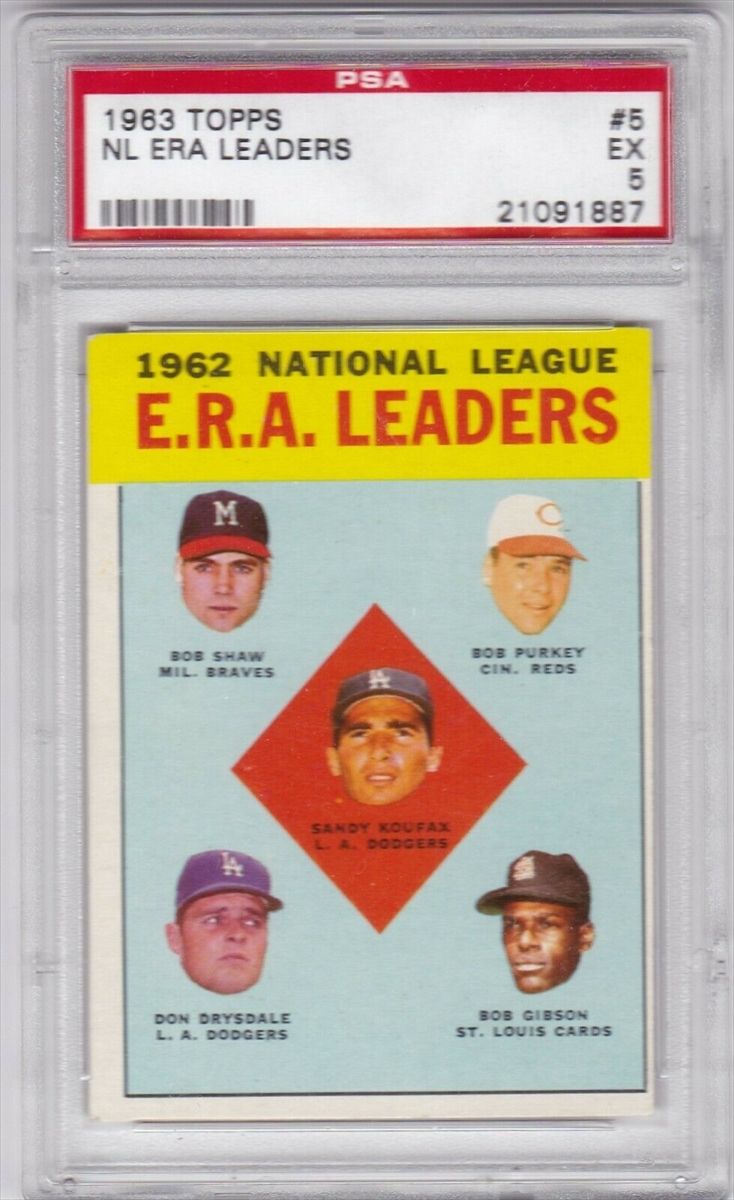 PSA
1963 TOPPS #5
NL ERA LEADERS EX
5
21091887
1962 NATIONAL LEAGUE
E.R.A. LEADERS
M
C
BOB SHAW
MIL. BRAVES
BOB PURKEY
CIN. REDS
LA
SANDY KOUFAX
L. A. DODGERS
LA
DON DRYSDALE
L. A. DODGERS
STL
BOB GIBSON
ST. LOUIS CARDS